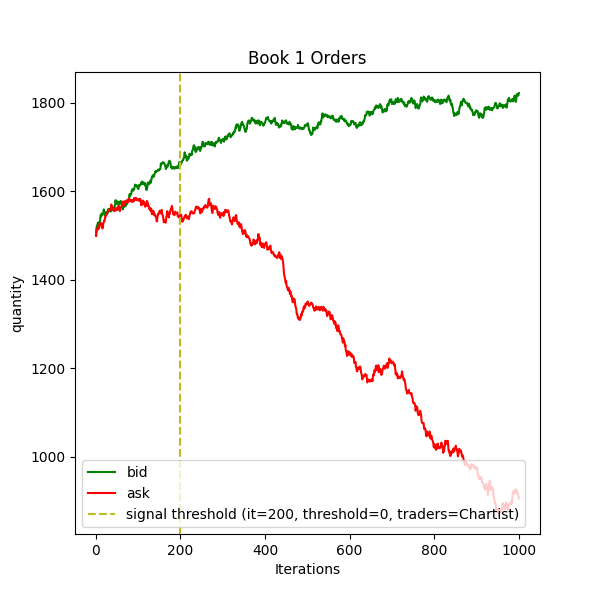 Book 1 Orders
1800
1600
1400
1200
1000
quantity
bid
ask
signal threshold (it=200, threshold=0, traders=Chartist)
0
200
400
600
800
1000
Iterations